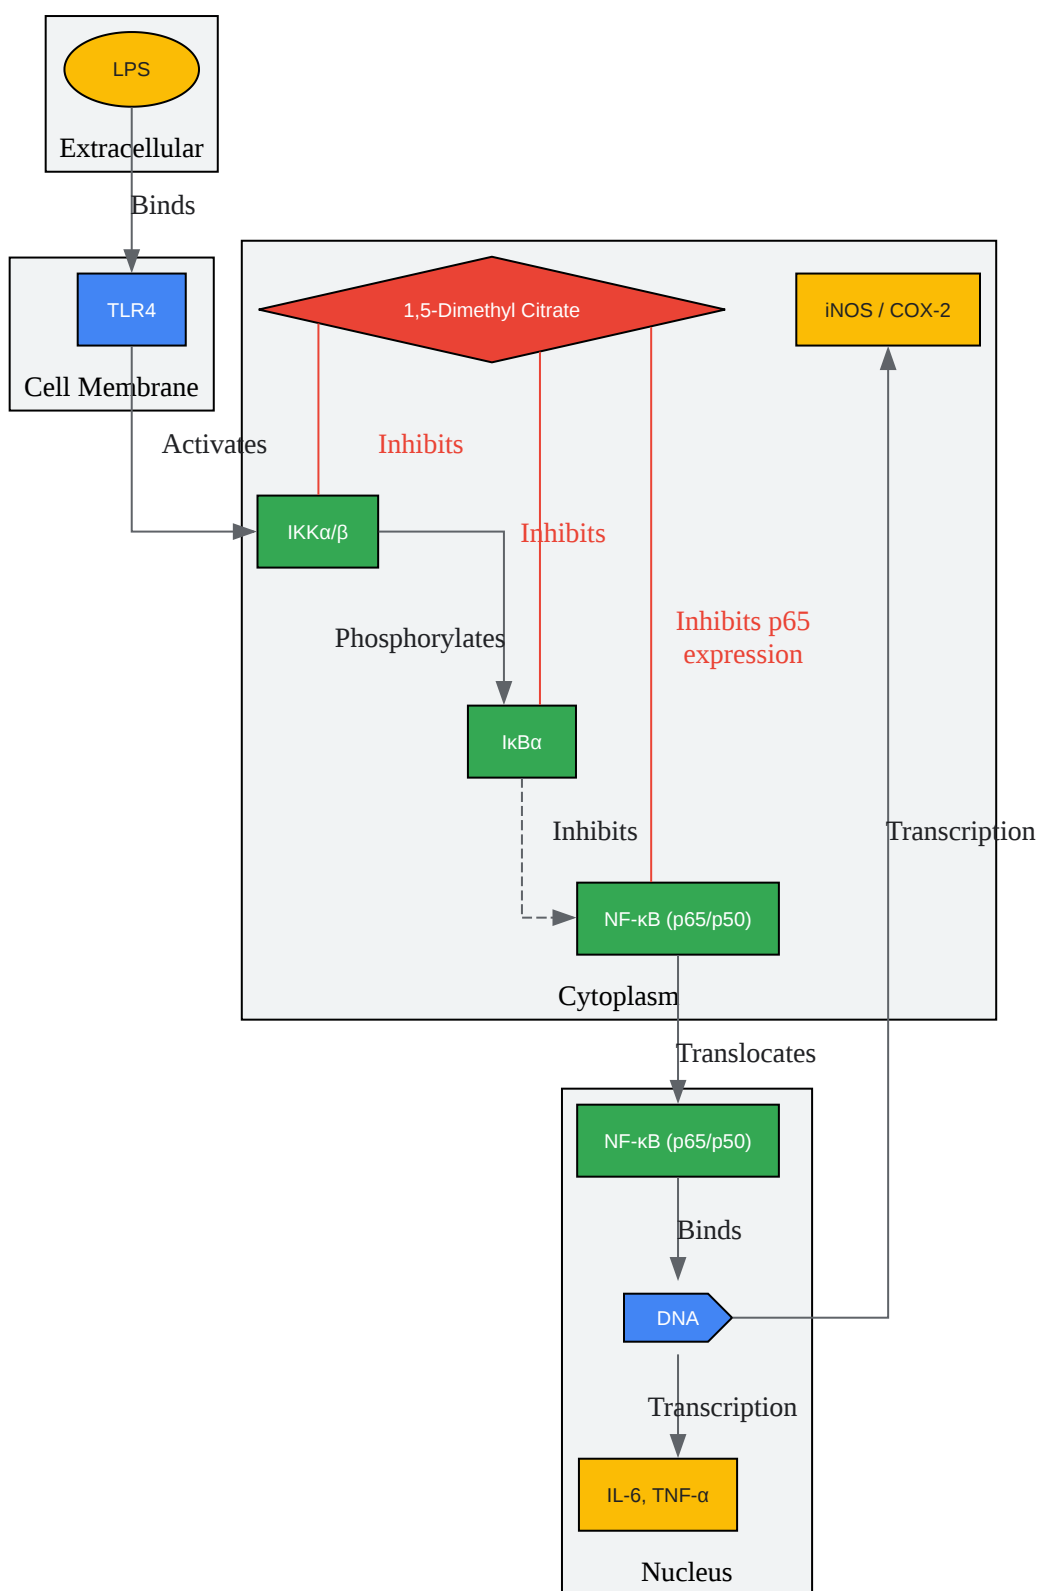 LPS
Extracellular
Binds
TLR4
Cell Membrane
1,5-Dimethyl Citrate
iNOS / COX-2
Activates
Inhibits
IKKα/β
Inhibits
Phosphorylates
Inhibits p65
expression
IκBα
Inhibits
Transcription
NF-κB (p65/p50)
Cytoplasm
Translocates
NF-κB (p65/p50)
Binds
DNA
Transcription
IL-6, TNF-α
Nucleus